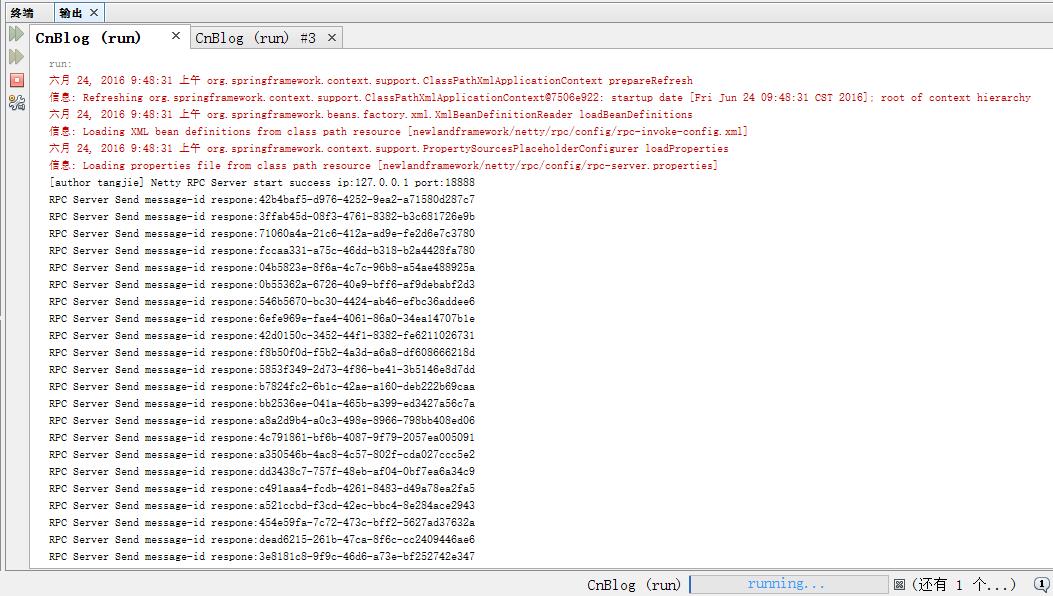 终端 输出
CnBlog (run) CnBlog (run) #3
run:
六月 24, 2016 9:48:31 上午 org.springframework.context.support.ClassPathXmlApplicationContext prepareRefresh
信息: Refreshing org.springframework.context.support.ClassPathXmlApplicationContext@7506e922: startup date [Fri Jun 24 09:48:31 CST 2016]; root of context hierarchy
六月 24, 2016 9:48:31 上午 org.springframework.beans.factory.xml.XmlBeanDefinitionReader loadBeanDefinitions
信息: Loading XML bean definitions from class path resource [newlandframework/netty/rpc/config/rpc-invoke-config.xml]
六月 24, 2016 9:48:31 上午 org.springframework.context.support.PropertySourcesPlaceholderConfigurer loadProperties
信息: Loading properties file from class path resource [newlandframework/netty/rpc/config/rpc-server.properties]
[author tangjie] Netty RPC Server start success ip:127.0.0.1 port:18888
RPC Server Send message-id respone:42b4baf5-d976-4252-9ea2-a71580d287c7
RPC Server Send message-id respone:3ffab45d-08f3-4761-8382-b3c681726e9b
RPC Server Send message-id respone:71060a4a-21c6-412a-ad9e-fe2d6e7c3780
RPC Server Send message-id respone:fccaa331-a75c-46dd-b318-b2a4428fa780
RPC Server Send message-id respone:04b5823e-8f6a-4c7c-96b8-a54ae488925a
RPC Server Send message-id respone:0b55362a-6726-40e9-bff6-af9debabf2d3
RPC Server Send message-id respone:546b5670-bc30-4424-ab46-efbc36addee6
RPC Server Send message-id respone:6efe969e-fae4-4061-86a0-34ea14707b1e
RPC Server Send message-id respone:42d0150c-3452-44f1-8382-fe6211026731
RPC Server Send message-id respone:f8b50f0d-f5b2-4a3d-a6a8-df608666218d
RPC Server Send message-id respone:5853f349-2d73-4f86-be41-3b5146e8d7dd
RPC Server Send message-id respone:b7824fc2-6b1c-42ae-a160-deb222b69caa
RPC Server Send message-id respone:bb2536ee-041a-465b-a399-ed3427a56c7a
RPC Server Send message-id respone:a8a2d9b4-a0c3-498e-8966-798bb408ed06
RPC Server Send message-id respone:4c791861-bf6b-4087-9f79-2057ea005091
RPC Server Send message-id respone:a350546b-4ac8-4c57-802f-cda027ccc5e2
RPC Server Send message-id respone:dd3438c7-757f-48eb-af04-0bf7ea6a34c9
RPC Server Send message-id respone:c491aaa4-fcdb-4261-8483-d49a78ea2fa5
RPC Server Send message-id respone:a521ccbd-f3cd-42ec-bbc4-8e284ace2943
RPC Server Send message-id respone:454e59fa-7c72-473c-bff2-5627ad37632a
RPC Server Send message-id respone:dead6215-261b-47ca-8f6c-cc2409446ae6
RPC Server Send message-id respone:3e8181c8-9f9c-46d6-a73e-bf252742e347
CnBlog (run) running... (还有 1 个...) 1